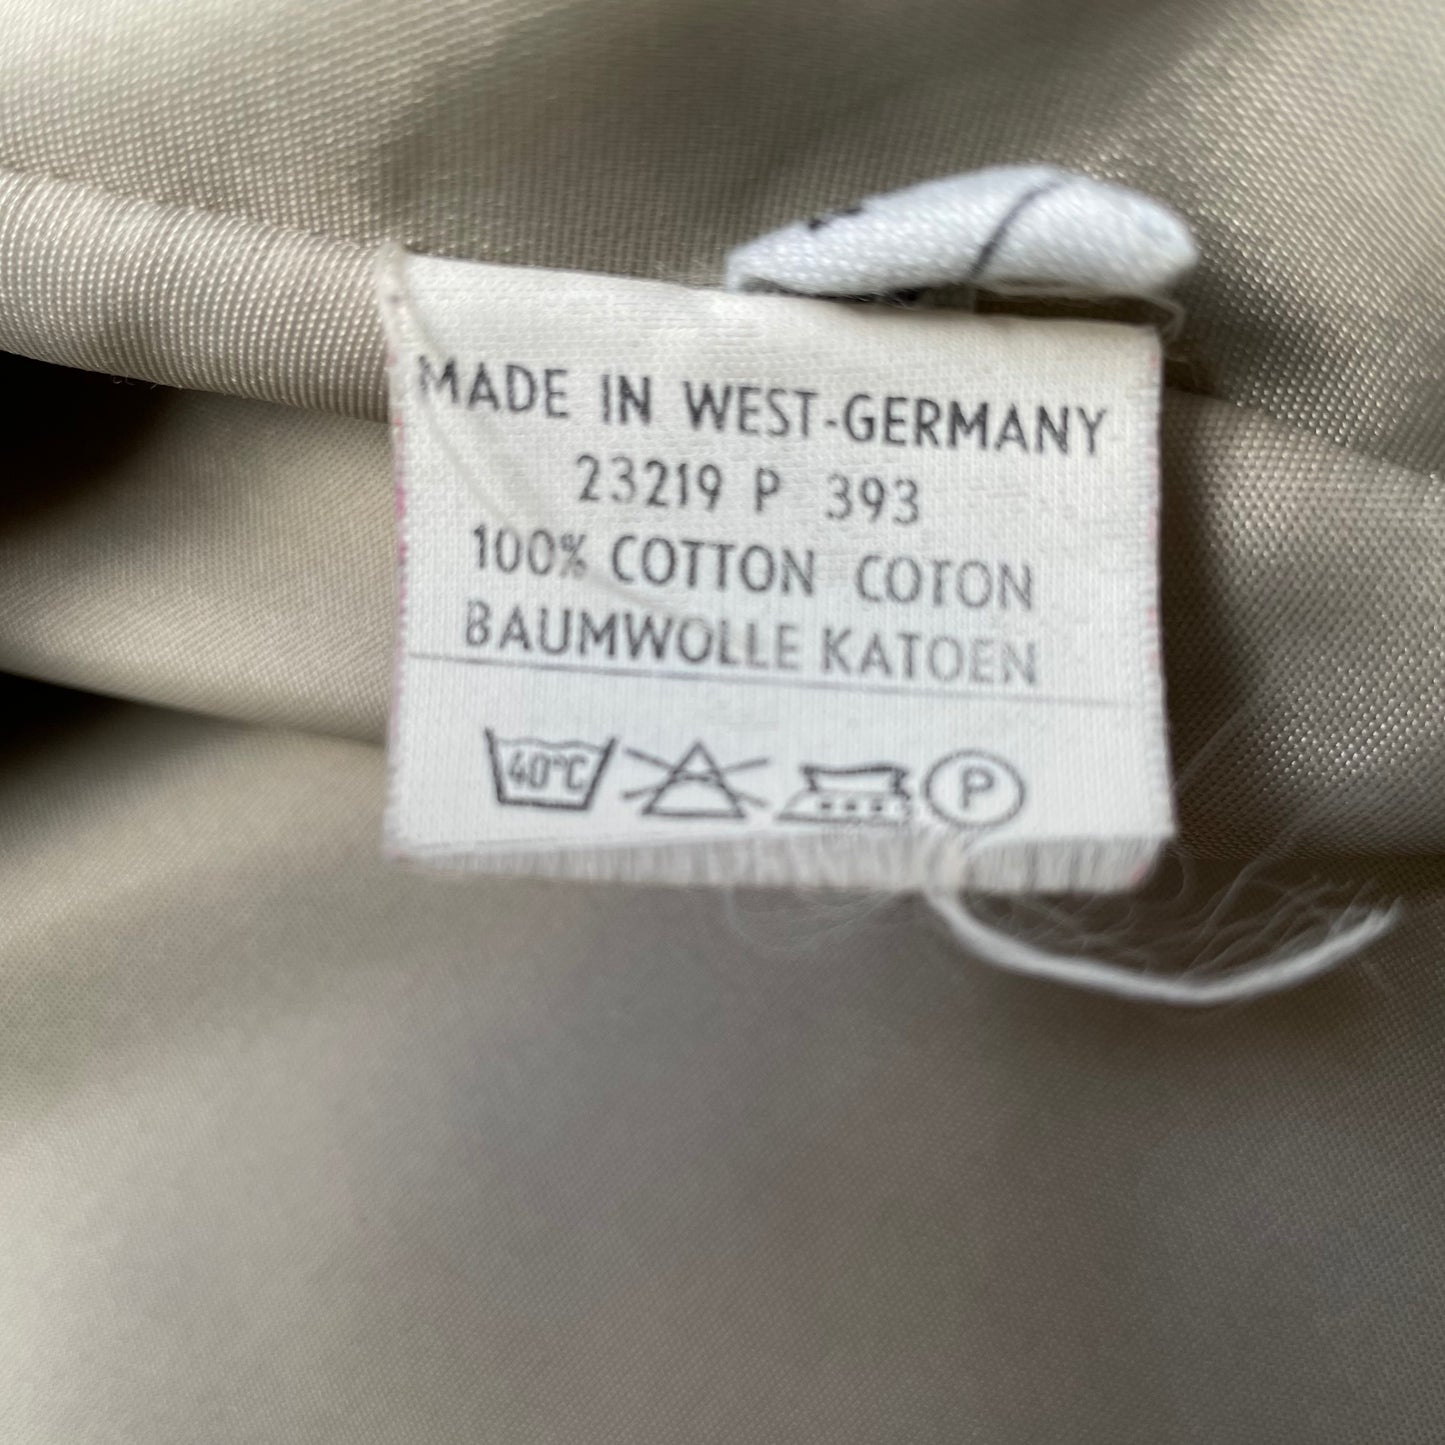 MADE IN WEST-GERMANY
23219 P 393
100% COTTON COTON
BAUMWOLLE KATOEN
40°C P